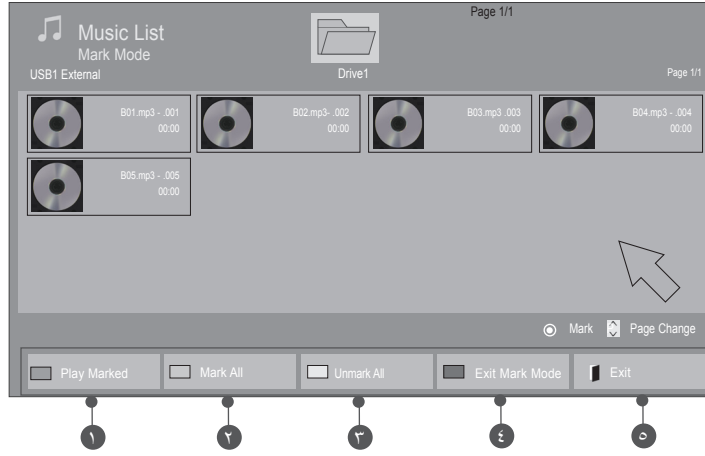 Page 1/1
Music List
Mark Mode
USB1 External
Drive1
Page 1/1
B01.mp3- .001
00:00
B02.mp3- .002
00:00
B03.mp3 .003
00:00
B04.mp3 - .004
00:00
B05.mp3 - .005
00:00
Mark
Page Change
Play Marked
Mark All
Unmark All
Exit Mark Mode
Exit
١
٢
٣
٤
٥